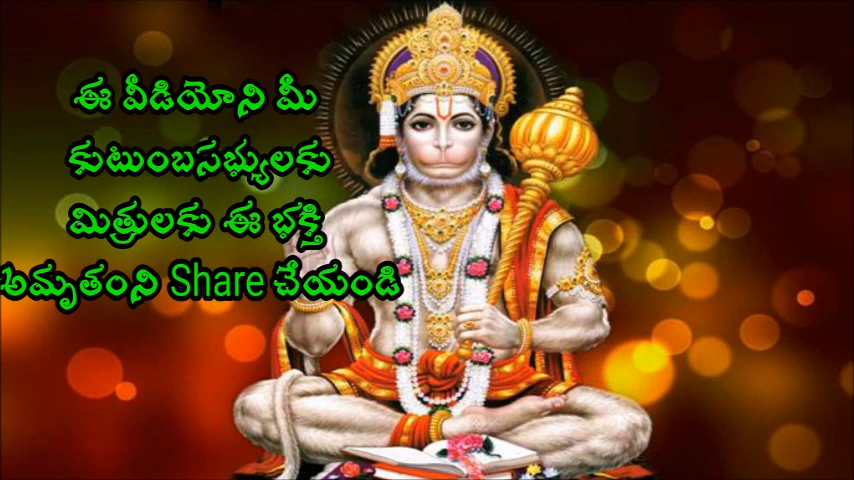 ఈ వీడియోని మీ
కుటుంబసభ్యులకు
మిత్రులకు ఈ భక్తి
అమృతంని Share చేయండి